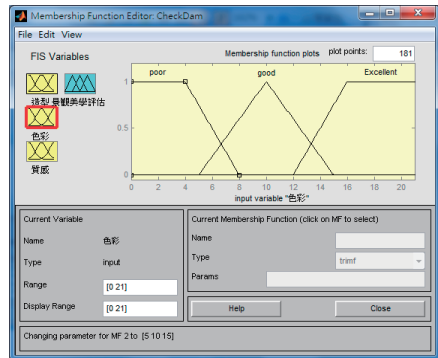 Membership Function Editor: CheckDam
File Edit View
FIS Variables
Membership function plots plot points: 181
造型 景觀美學評估
色彩
質感
poor good Excellent
1
0.5
0
0 2 4 6 8 10 12 14 16 18 20
input variable "色彩"
Current Variable
Name 色彩
Type input
Range [0 21]
Display Range [0 21]
Current Membership Function (click on MF to select)
Name
Type trimf
Params
Help Close
Changing parameter for MF 2 to [5 10 15]